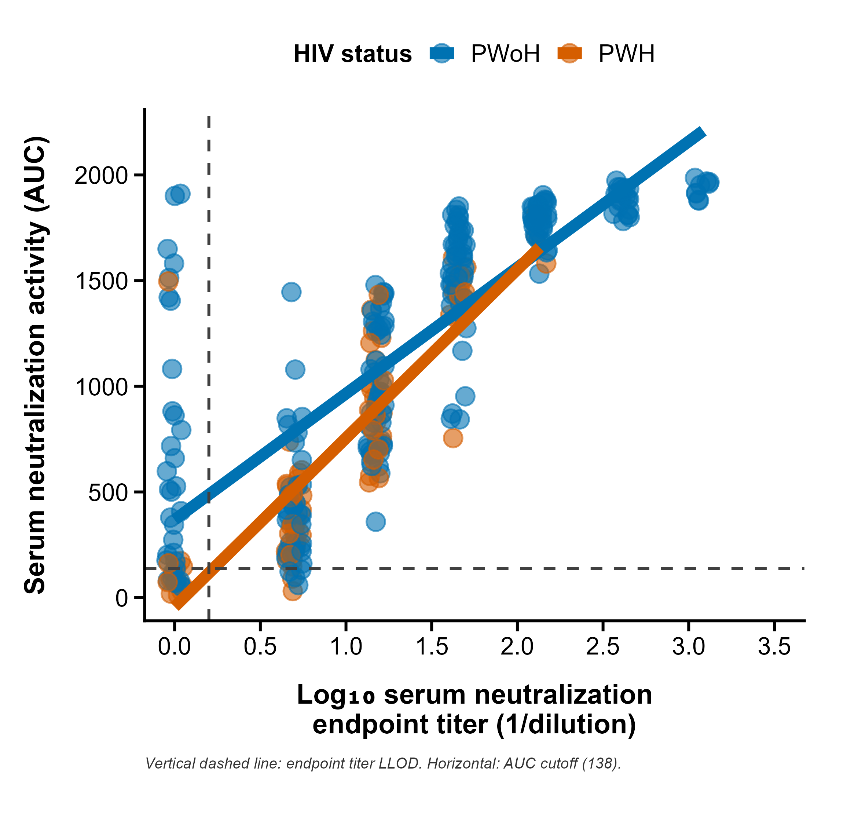 HIV status PWoH PWH
Serum neutralization activity (AUC)
2000
1500
1000
500
0
0.0 0.5 1.0 1.5 2.0 2.5 3.0 3.5
Log₁₀ serum neutralization
endpoint titer (1/dilution)
Vertical dashed line: endpoint titer LLOD. Horizontal: AUC cutoff (138).